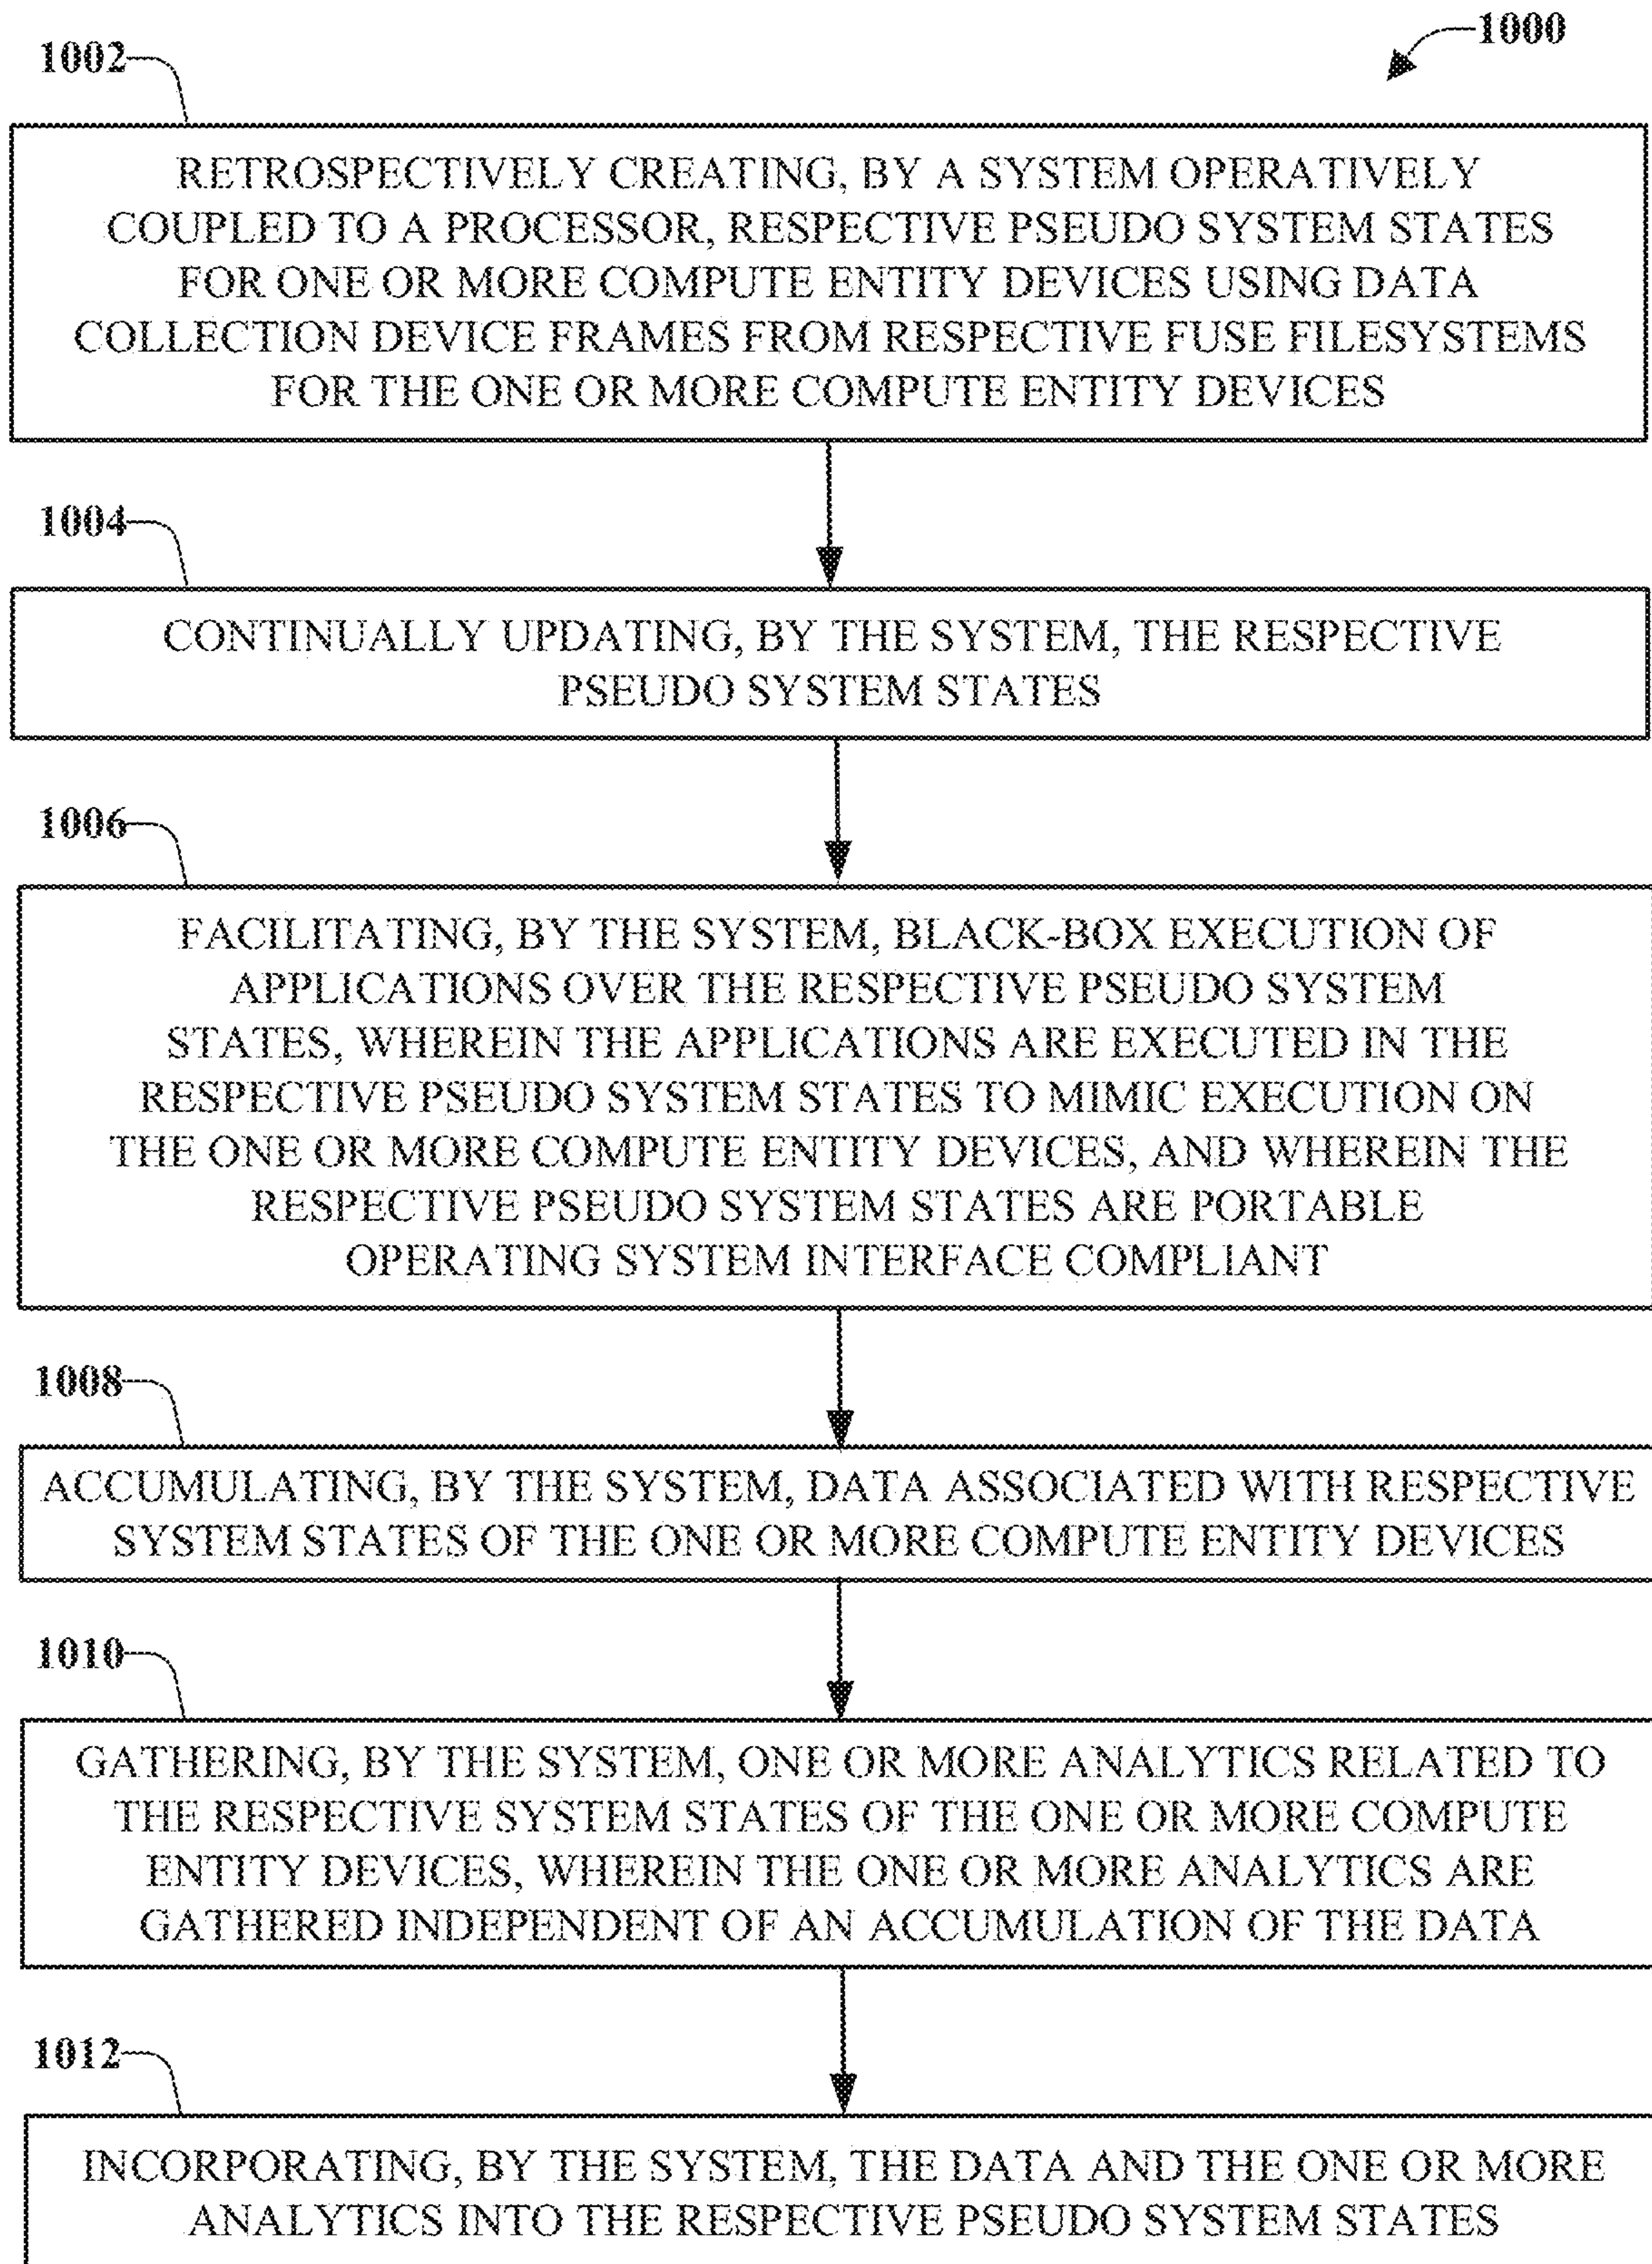 1000
1002
RETROSPECTIVELY CREATING, BY A SYSTEM OPERATIVELY
COUPLED TO A PROCESSOR, RESPECTIVE PSEUDO SYSTEM STATES
FOR ONE OR MORE COMPUTE ENTITY DEVICES USING DATA
COLLECTION DEVICE FRAMES FROM RESPECTIVE FUSE FILESYSTEMS
FOR THE ONE OR MORE COMPUTE ENTITY DEVICES
1004
CONTINUALLY UPDATING, BY THE SYSTEM, THE RESPECTIVE
PSEUDO SYSTEM STATES
1006
FACILITATING, BY THE SYSTEM, BLACK-BOX EXECUTION OF
APPLICATIONS OVER THE RESPECTIVE PSEUDO SYSTEM
STATES, WHEREIN THE APPLICATIONS ARE EXECUTED IN THE
RESPECTIVE PSEUDO SYSTEM STATES TO MIMIC EXECUTION ON
THE ONE OR MORE COMPUTE ENTITY DEVICES, AND WHEREIN THE
RESPECTIVE PSEUDO SYSTEM STATES ARE PORTABLE
OPERATING SYSTEM INTERFACE COMPLIANT
1008
ACCUMULATING, BY THE SYSTEM, DATA ASSOCIATED WITH RESPECTIVE
SYSTEM STATES OF THE ONE OR MORE COMPUTE ENTITY DEVICES
1010
GATHERING, BY THE SYSTEM, ONE OR MORE ANALYTICS RELATED TO
THE RESPECTIVE SYSTEM STATES OF THE ONE OR MORE COMPUTE
ENTITY DEVICES, WHEREIN THE ONE OR MORE ANALYTICS ARE
GATHERED INDEPENDENT OF AN ACCUMULATION OF THE DATA
1012
INCORPORATING, BY THE SYSTEM, THE DATA AND THE ONE OR MORE
ANALYTICS INTO THE RESPECTIVE PSEUDO SYSTEM STATES